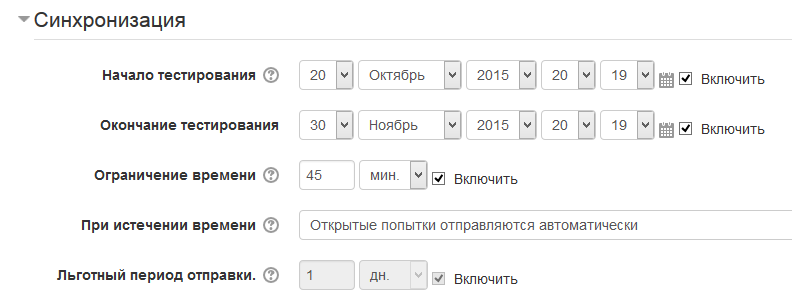 Синхронизация
Начало тестирования 20 Октябрь 2015 20 19 Включить
Окончание тестирования 30 Ноябрь 2015 20 19 Включить
Ограничение времени 45 мин. Включить
При истечении времени Открытые попытки отправляются автоматически
Льготный период отправки. 1 дн. Включить